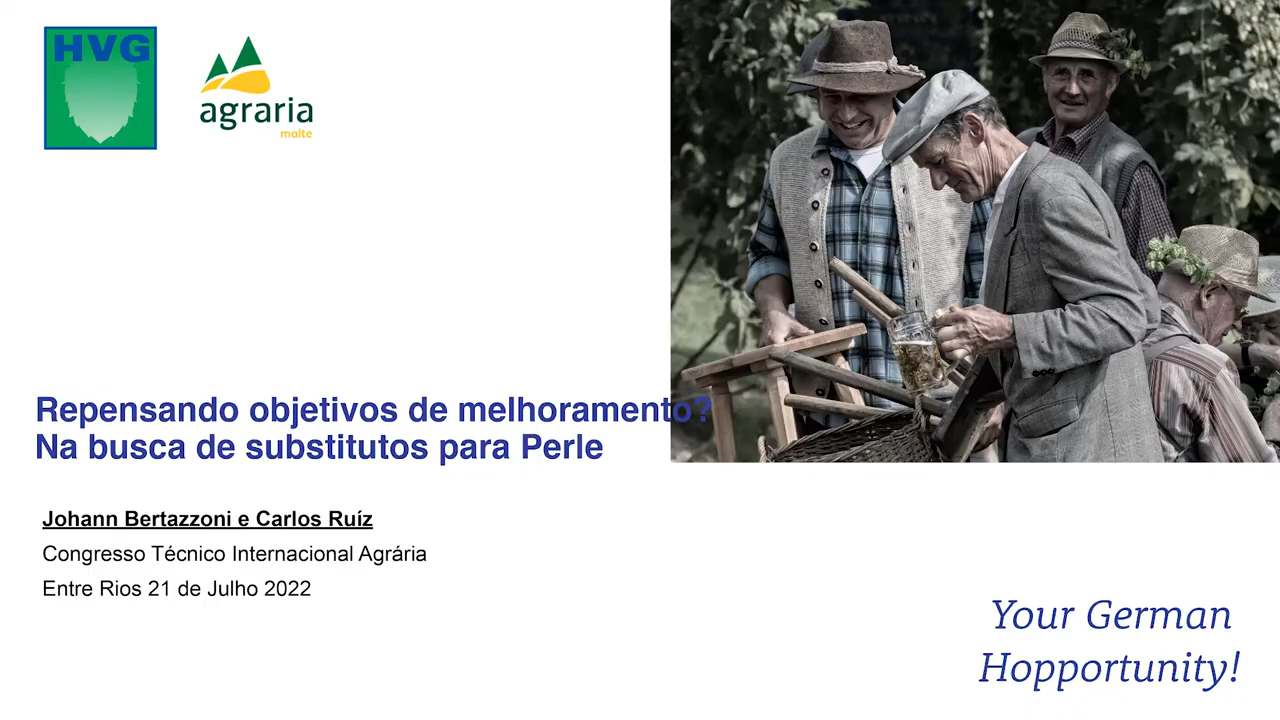 HVG
agraria
malte
Repensando objetivos de melhoramento?
Na busca de substitutos para Perle
Johann Bertazzoni e Carlos Ruíz
Congresso Técnico Internacional Agrária
Entre Rios 21 de Julho 2022
Your German
Hopportunity!